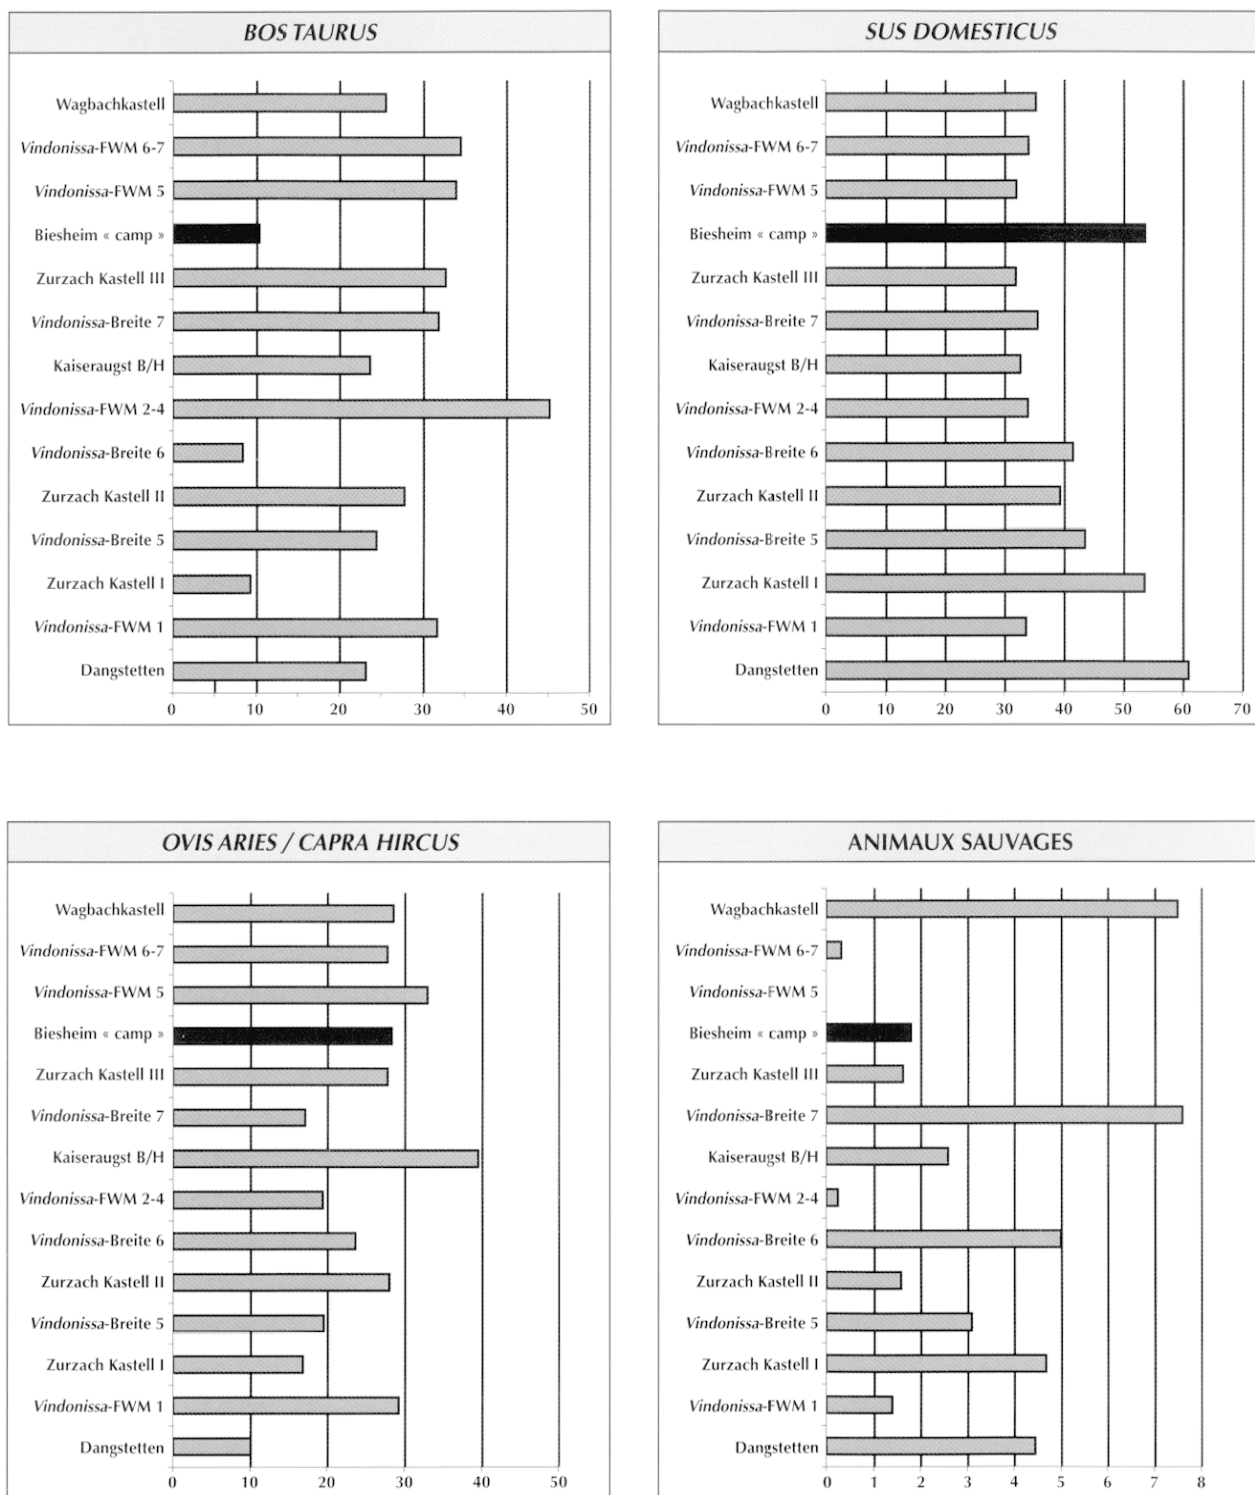 BOS TAURUS
Wagbachkastell
Vindonissa-FWM 6-7
Vindonissa-FWM 5
Biesheim « camp »
Zurzach Kastell III
Vindonissa-Breite 7
Kaiseraugst B/H
Vindonissa-FWM 2-4
Vindonissa-Breite 6
Zurzach Kastell II
Vindonissa-Breite 5
Zurzach Kastell I
Vindonissa-FWM 1
Dangstetten
0 10 20 30 40 50
SUS DOMESTICUS
Wagbachkastell
Vindonissa-FWM 6-7
Vindonissa-FWM 5
Biesheim « camp »
Zurzach Kastell III
Vindonissa-Breite 7
Kaiseraugst B/H
Vindonissa-FWM 2-4
Vindonissa-Breite 6
Zurzach Kastell II
Vindonissa-Breite 5
Zurzach Kastell I
Vindonissa-FWM 1
Dangstetten
0 10 20 30 40 50 60 70
OVIS ARIES / CAPRA HIRCUS
Wagbachkastell
Vindonissa-FWM 6-7
Vindonissa-FWM 5
Biesheim « camp »
Zurzach Kastell III
Vindonissa-Breite 7
Kaiseraugst B/H
Vindonissa-FWM 2-4
Vindonissa-Breite 6
Zurzach Kastell II
Vindonissa-Breite 5
Zurzach Kastell I
Vindonissa-FWM 1
Dangstetten
0 10 20 30 40 50
ANIMAUX SAUVAGES
Wagbachkastell
Vindonissa-FWM 6-7
Vindonissa-FWM 5
Biesheim « camp »
Zurzach Kastell III
Vindonissa-Breite 7
Kaiseraugst B/H
Vindonissa-FWM 2-4
Vindonissa-Breite 6
Zurzach Kastell II
Vindonissa-Breite 5
Zurzach Kastell I
Vindonissa-FWM 1
Dangstetten
0 1 2 3 4 5 6 7 8